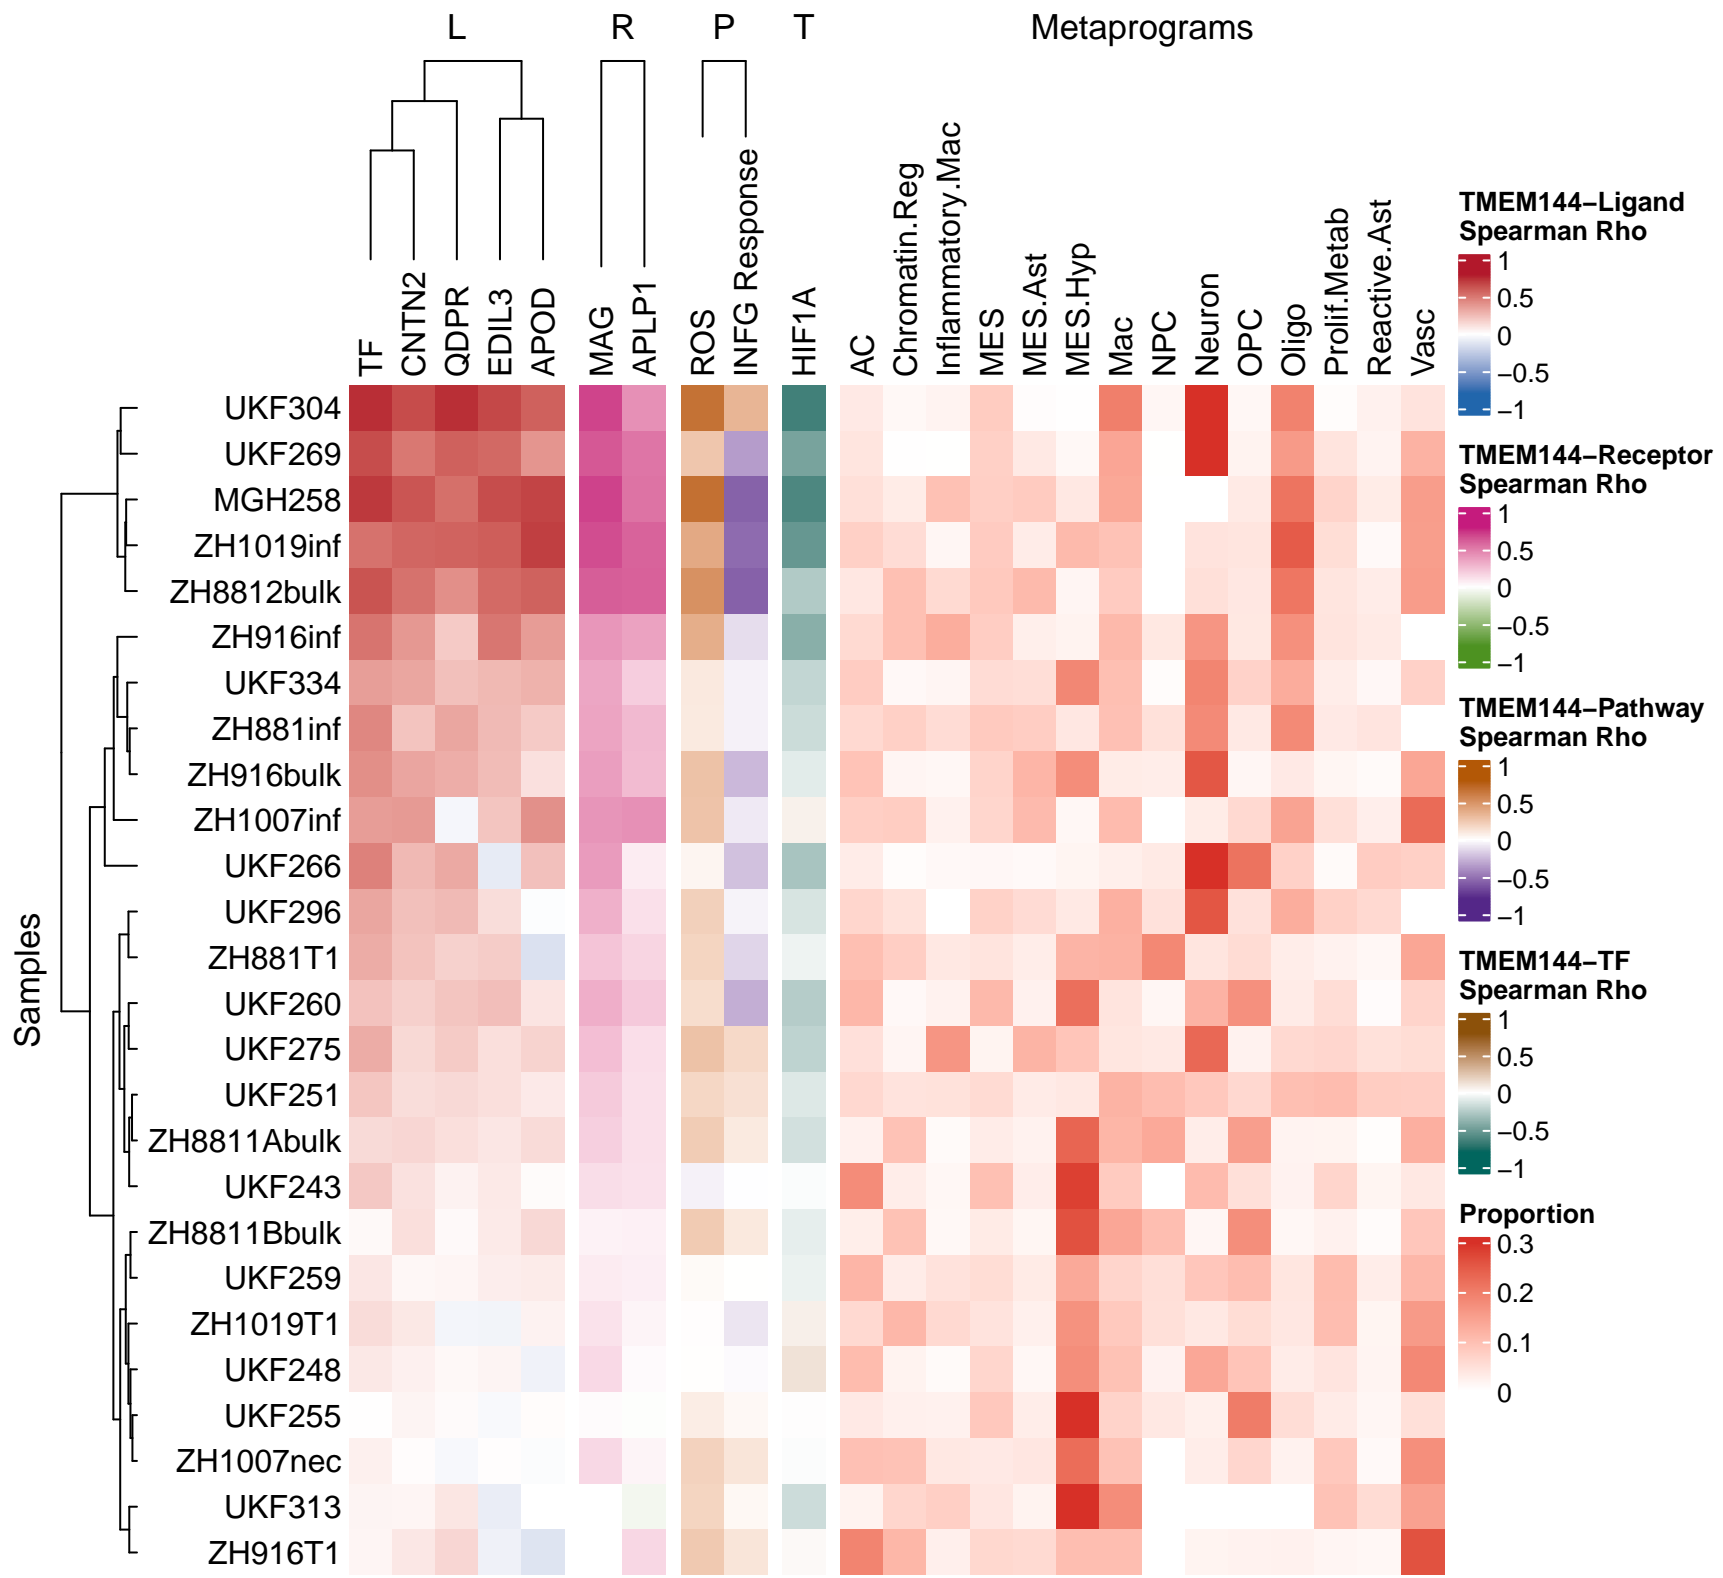 L R P T Metaprograms
TF CNTN2 QDPR EDIL3 APOD MAG APLP1 ROS INFG Response HIF1A AC Chromatin.Reg Inflammatory.Mac MES MES.Ast MES.Hyp Mac NPC Neuron OPC Oligo Prolif.Metab Reactive.Ast Vasc
Samples
UKF304
UKF269
MGH258
ZH1019inf
ZH8812bulk
ZH916inf
UKF334
ZH881inf
ZH916bulk
ZH1007inf
UKF266
UKF296
ZH881T1
UKF260
UKF275
UKF251
ZH8811Abulk
UKF243
ZH8811Bbulk
UKF259
ZH1019T1
UKF248
UKF255
ZH1007nec
UKF313
ZH916T1
TMEM144−Ligand
Spearman Rho
1
0.5
0
−0.5
−1
TMEM144−Receptor
Spearman Rho
1
0.5
0
−0.5
−1
TMEM144−Pathway
Spearman Rho
1
0.5
0
−0.5
−1
TMEM144−TF
Spearman Rho
1
0.5
0
−0.5
−1
Proportion
0.3
0.2
0.1
0